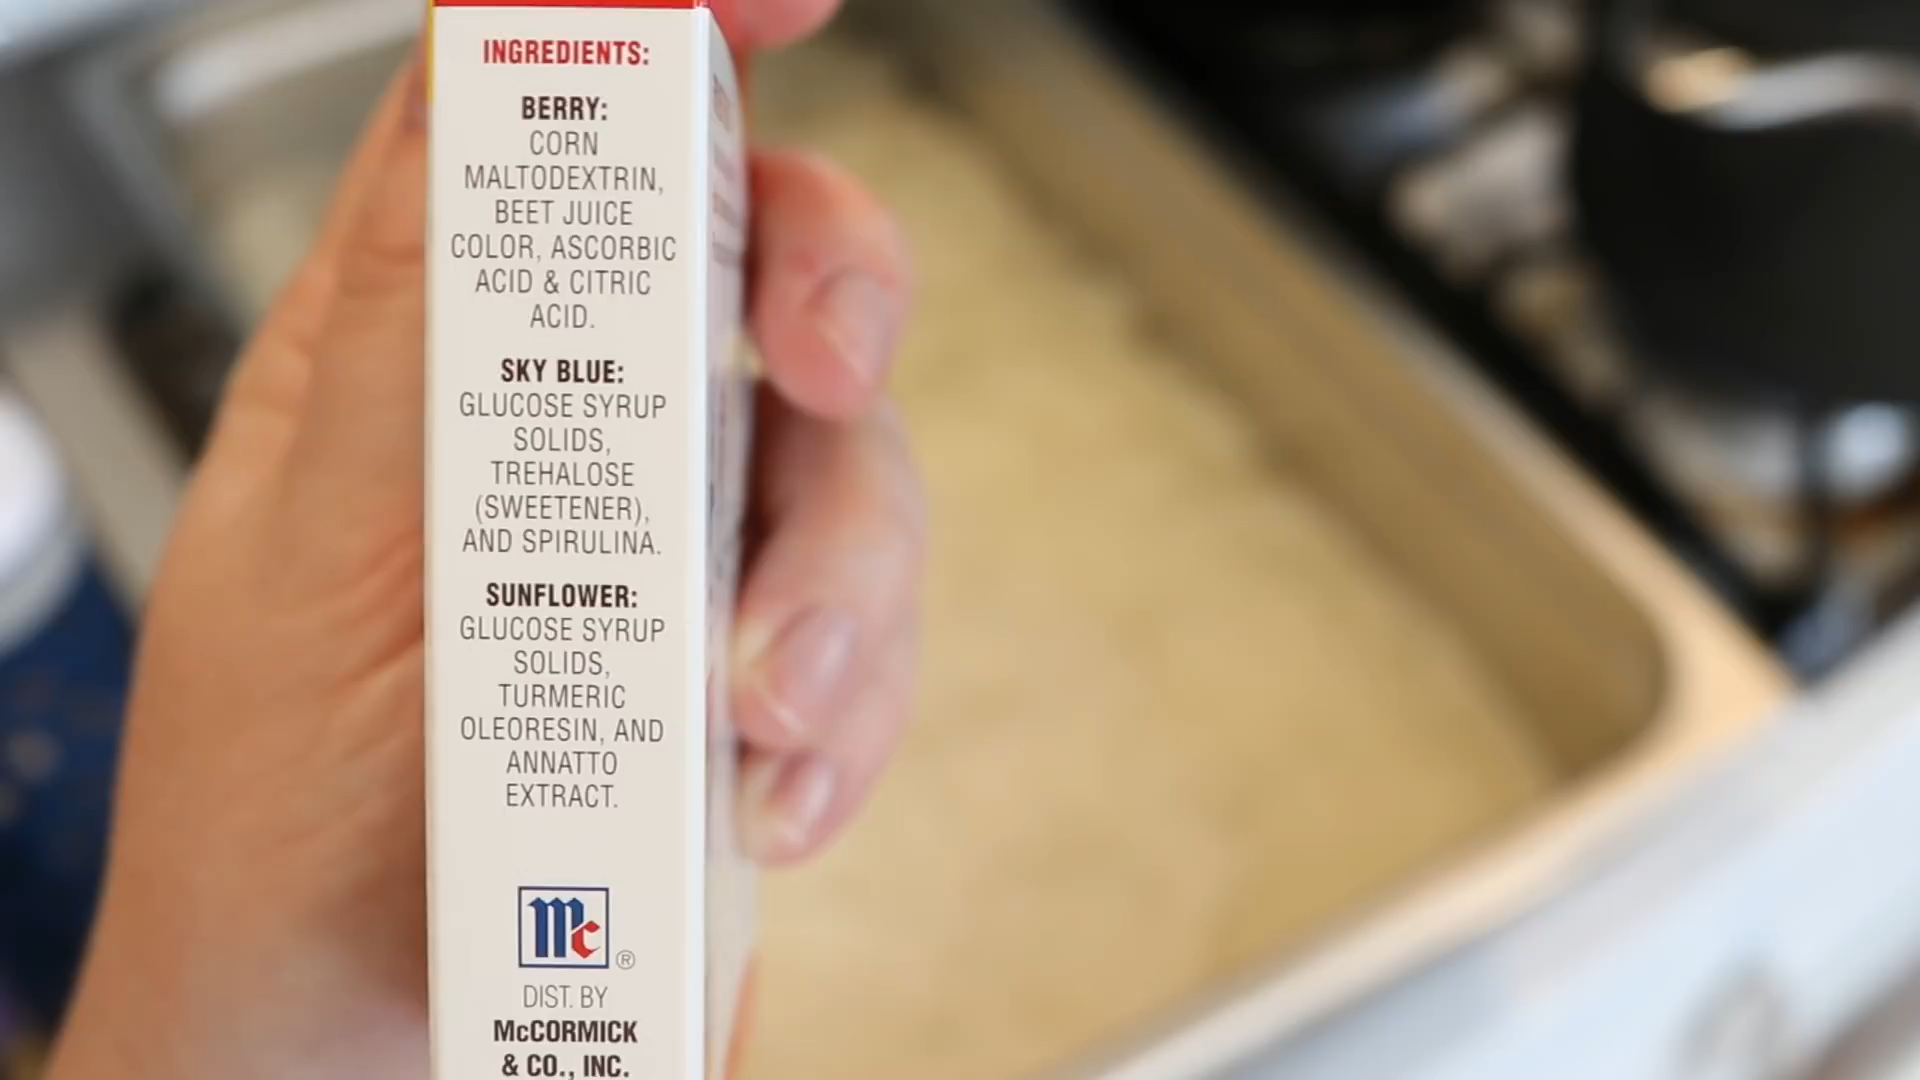 INGREDIENTS:
BERRY:
CORN
MALTODEXTRIN,
BEET JUICE
COLOR, ASCORBIC
ACID & CITRIC
ACID.
SKY BLUE:
GLUCOSE SYRUP
SOLIDS,
TREHALOSE
(SWEETENER),
AND SPIRULINA.
SUNFLOWER:
GLUCOSE SYRUP
SOLIDS,
TURMERIC
OLEORESIN, AND
ANNATTO
EXTRACT.
Mc®
DIST. BY
McCORMICK
& CO., INC.